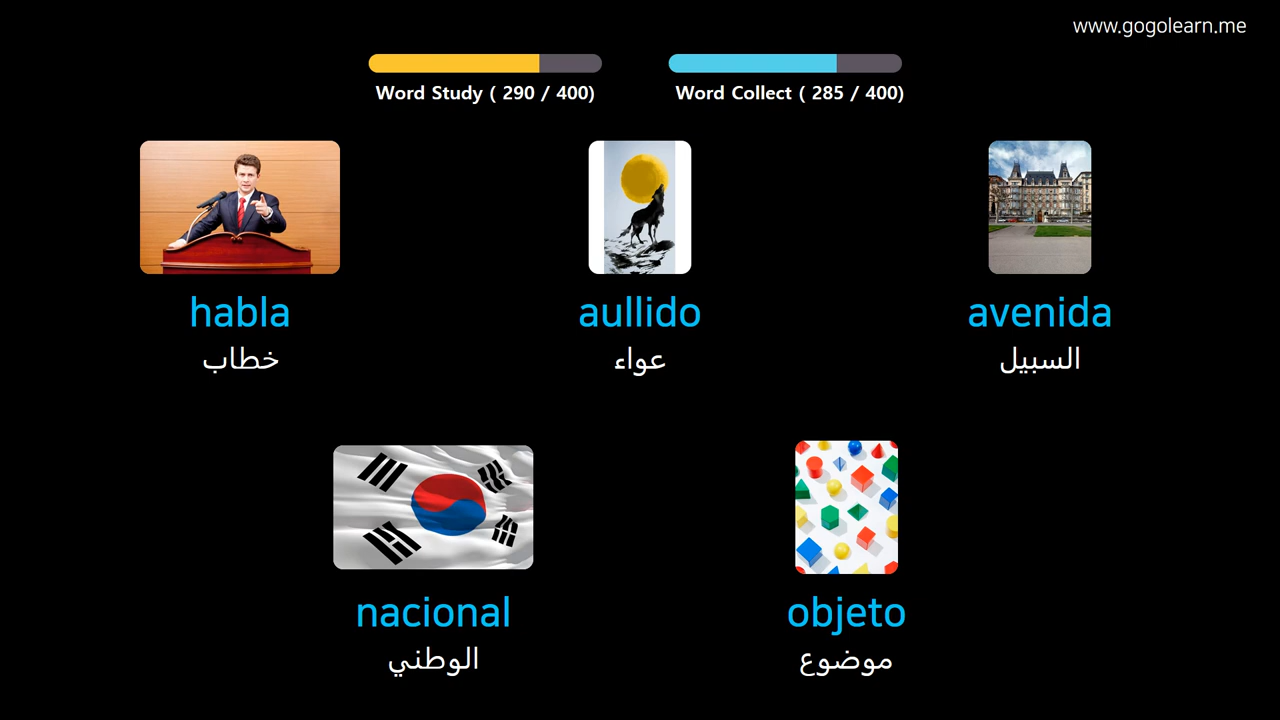 www.gogolearn.me
Word Study ( 290 / 400)
Word Collect ( 285 / 400)
habla
خطاب
aullido
عواء
avenida
السبيل
nacional
الوطني
objeto
موضوع